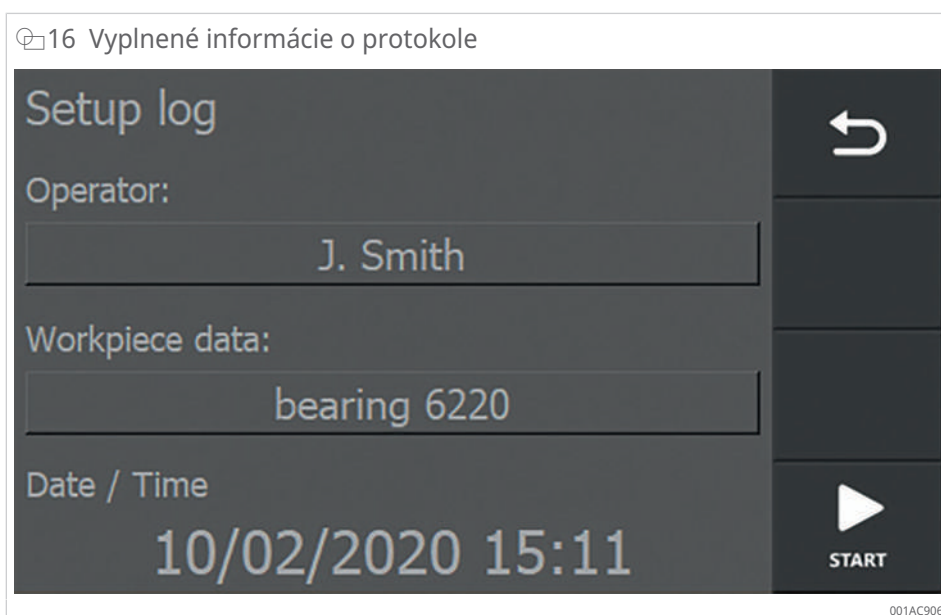 16 Vyplnené informácie o protokole
Setup log
Operator:
J. Smith
Workpiece data:
bearing 6220
Date / Time
10/02/2020 15:11
START
001AC906